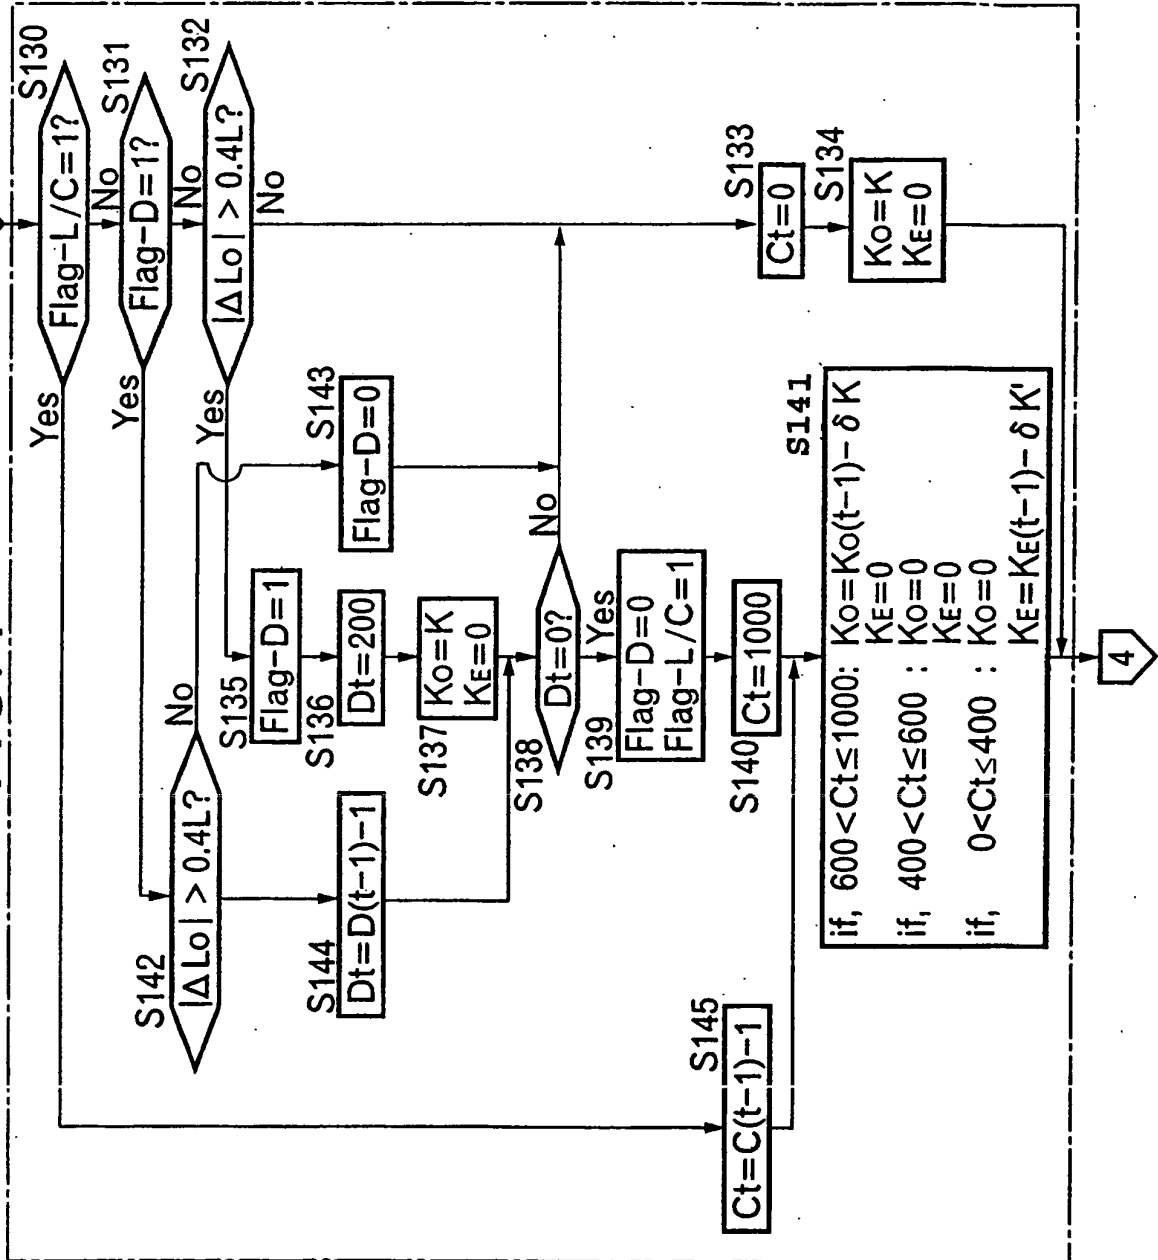 S130
Flag-L/C=1?
Yes
No
S131
Flag-D=1?
Yes
No
S132
|ΔLo| > 0.4L?
Yes
No
S142
|ΔLo| > 0.4L?
No
S135
Flag-D=1
S143
Flag-D=0
S144
Dt=D(t-1)-1
S136
Dt=200
S137
Ko=K
KE=0
S138
Dt=0?
No
Yes
S139
Flag-D=0
Flag-L/C=1
S140
Ct=1000
S133
Ct=0
S134
Ko=K
KE=0
S145
Ct=C(t-1)-1
S141
if, 600<Ct≤1000: Ko=Ko(t-1)-δK
KE=0
if, 400<Ct≤600 : Ko=0
KE=0
if, 0<Ct≤400 : Ko=0
KE=KE(t-1)-δK'
4